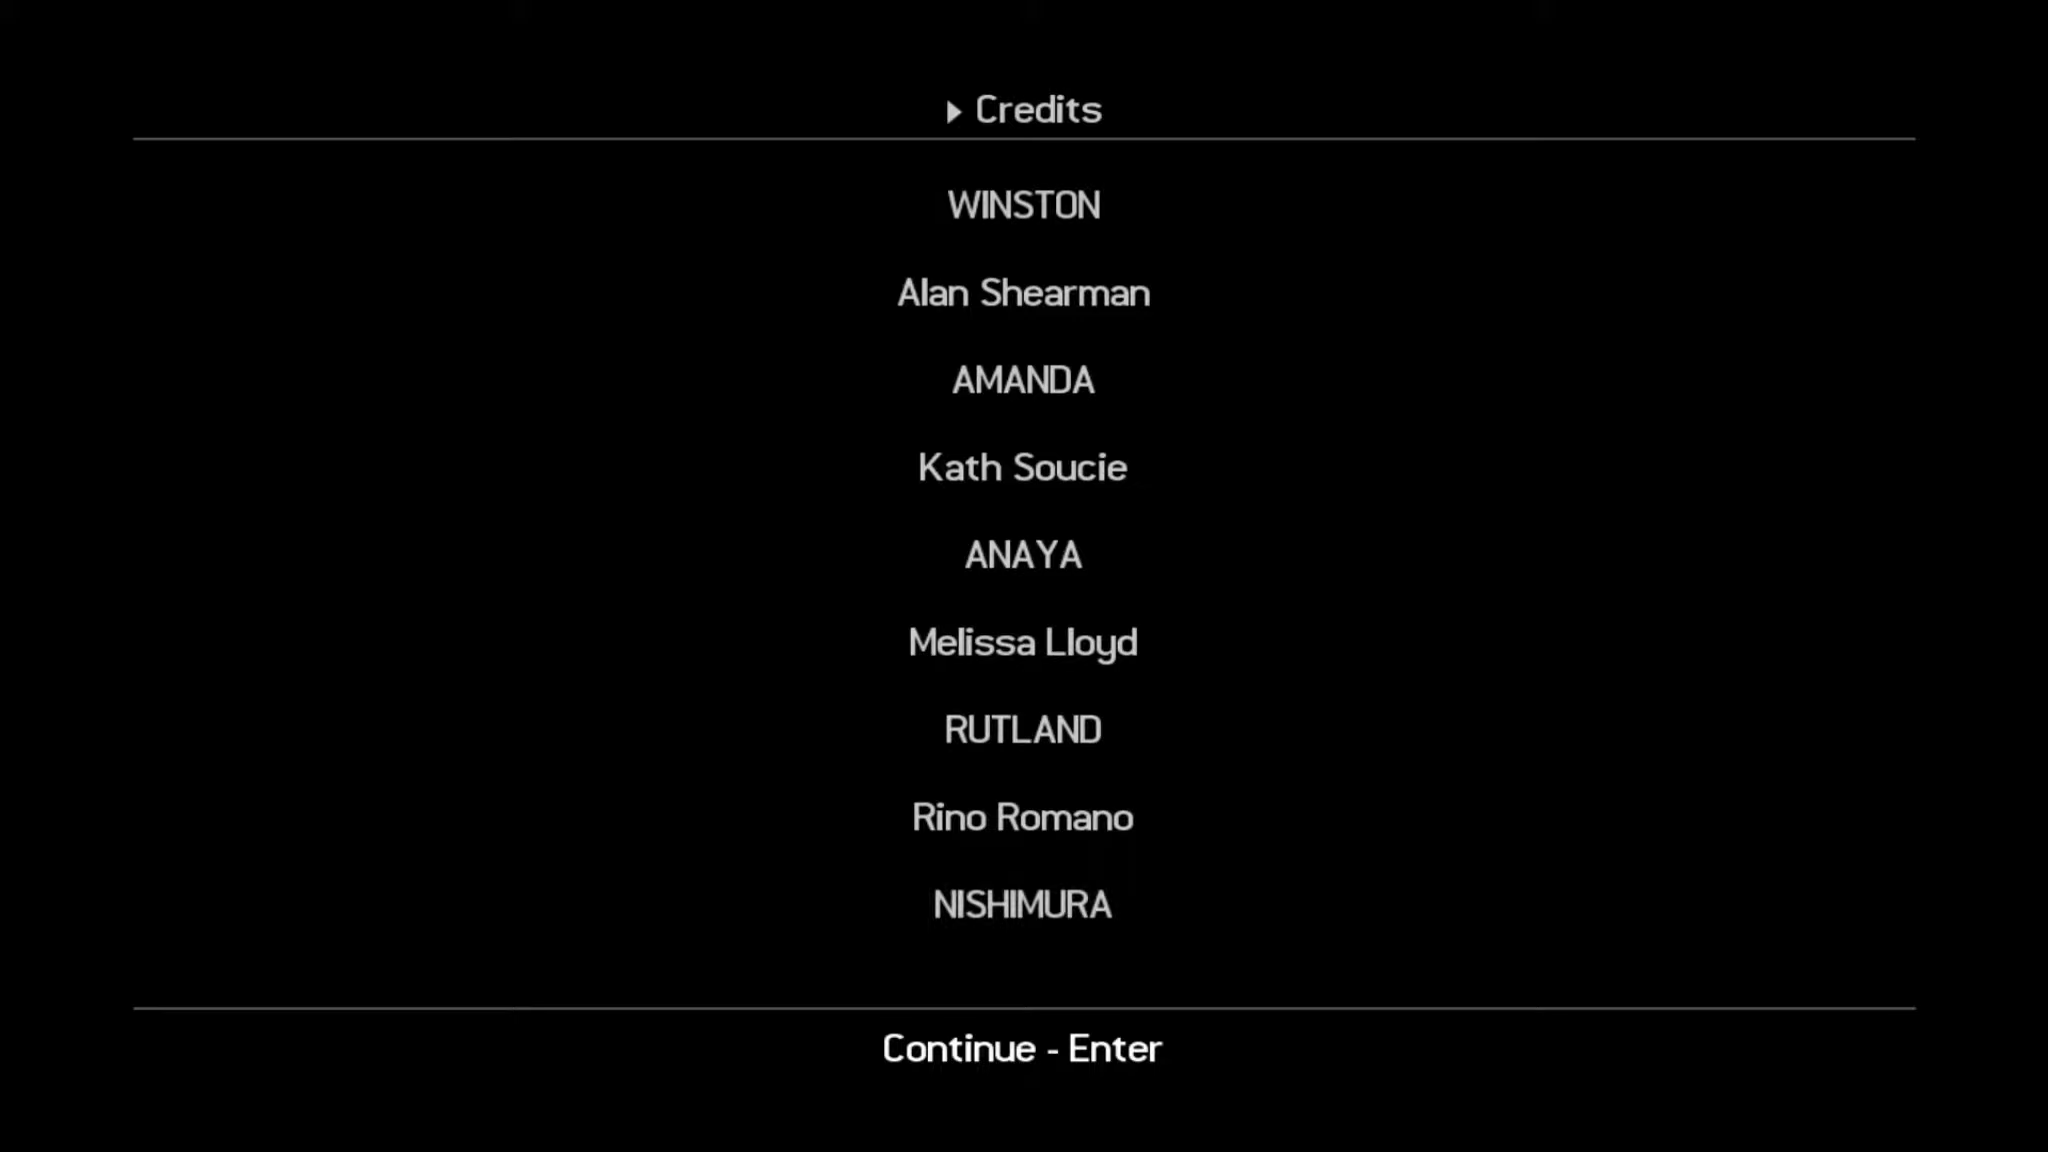 Credits
WINSTON
Alan Shearman
AMANDA
Kath Soucie
ANAYA
Melissa Lloyd
RUTLAND
Rino Romano
NISHIMURA
Continue - Enter